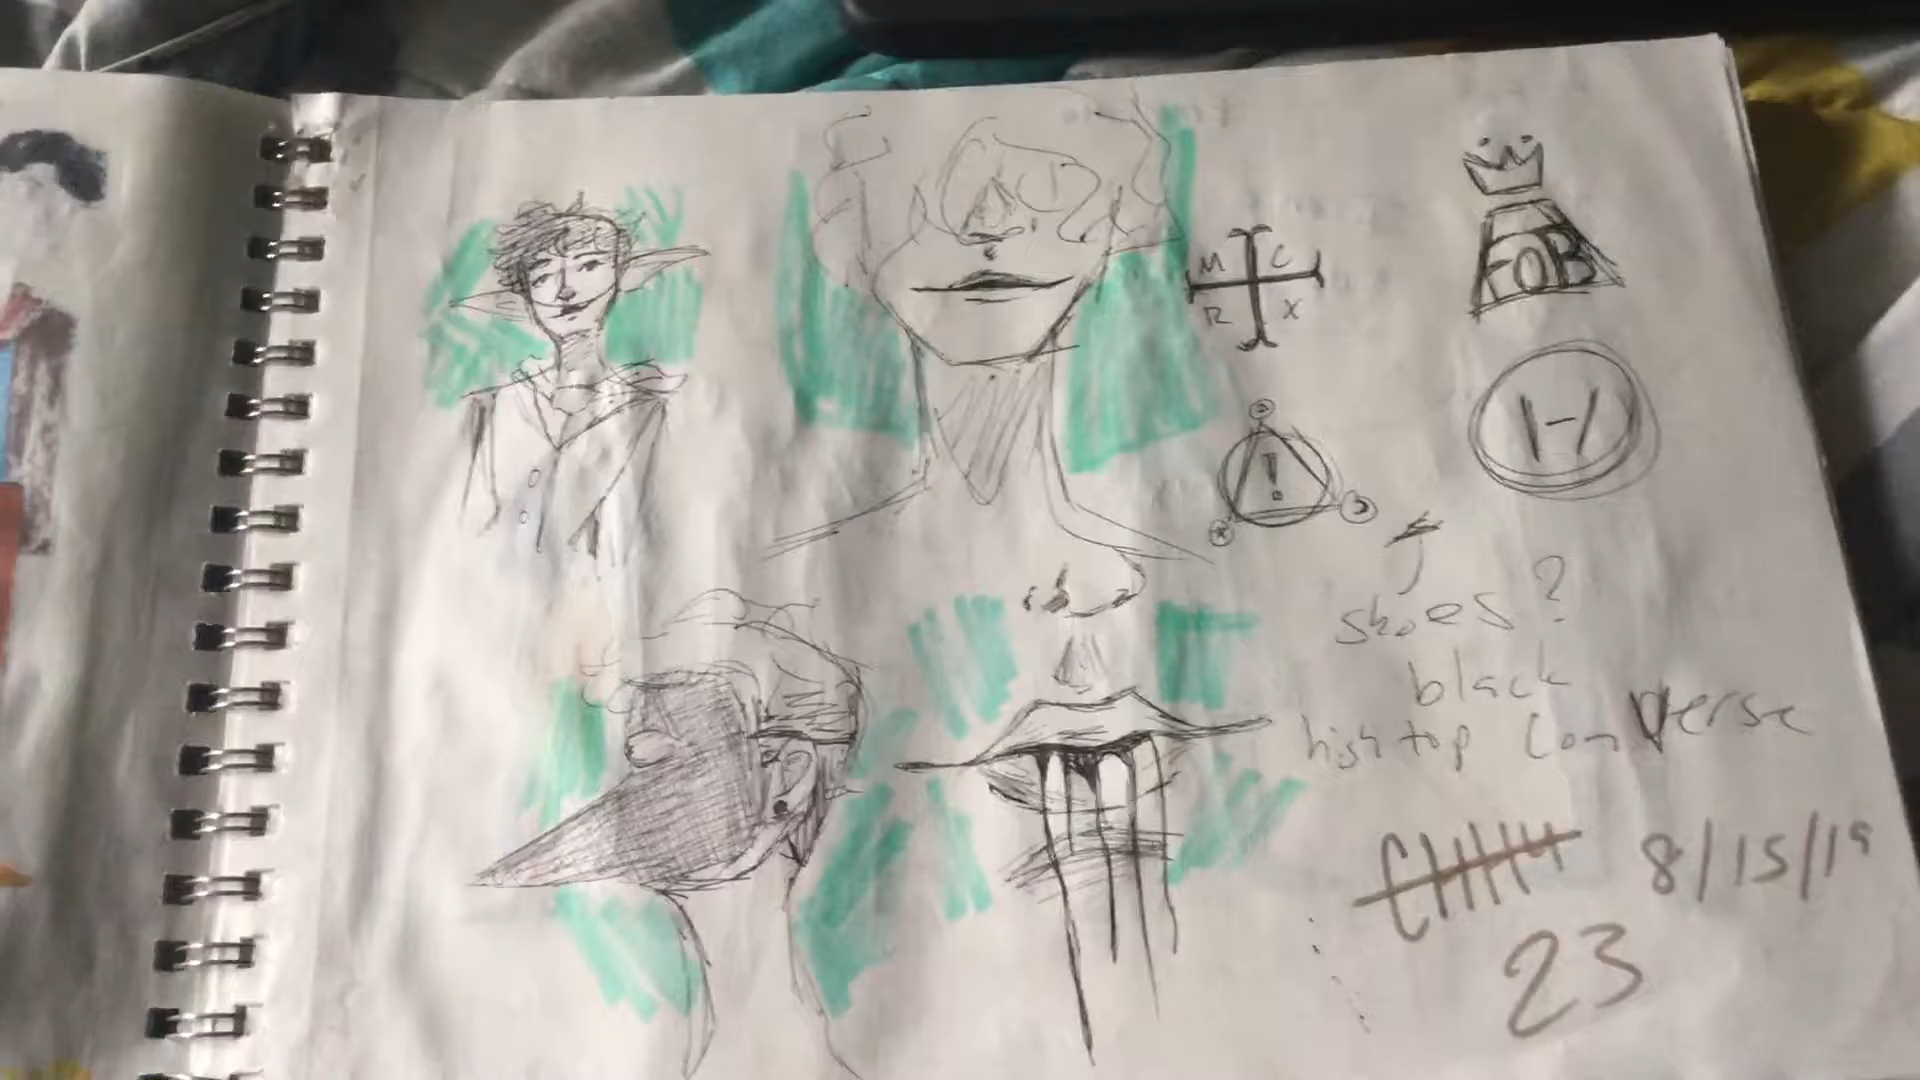 M C
R X
FOB
|-/
!
shoes?
black
high top Converse
8/15/19
23